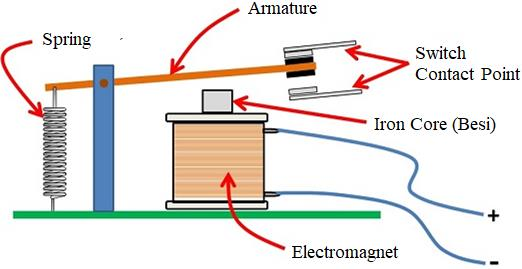 Armature
Spring
Switch
Contact Point
Iron Core (Besi)
+
Electromagnet
-